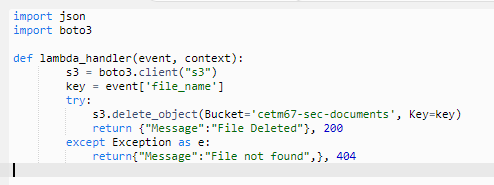 import json
import boto3

def lambda_handler(event, context):
        s3 = boto3.client("s3")
        key = event['file_name']
        try:
            s3.delete_object(Bucket='cetm67-sec-documents', Key=key)
            return {"Message":"File Deleted"}, 200
        except Exception as e:
            return{"Message":"File not found",}, 404